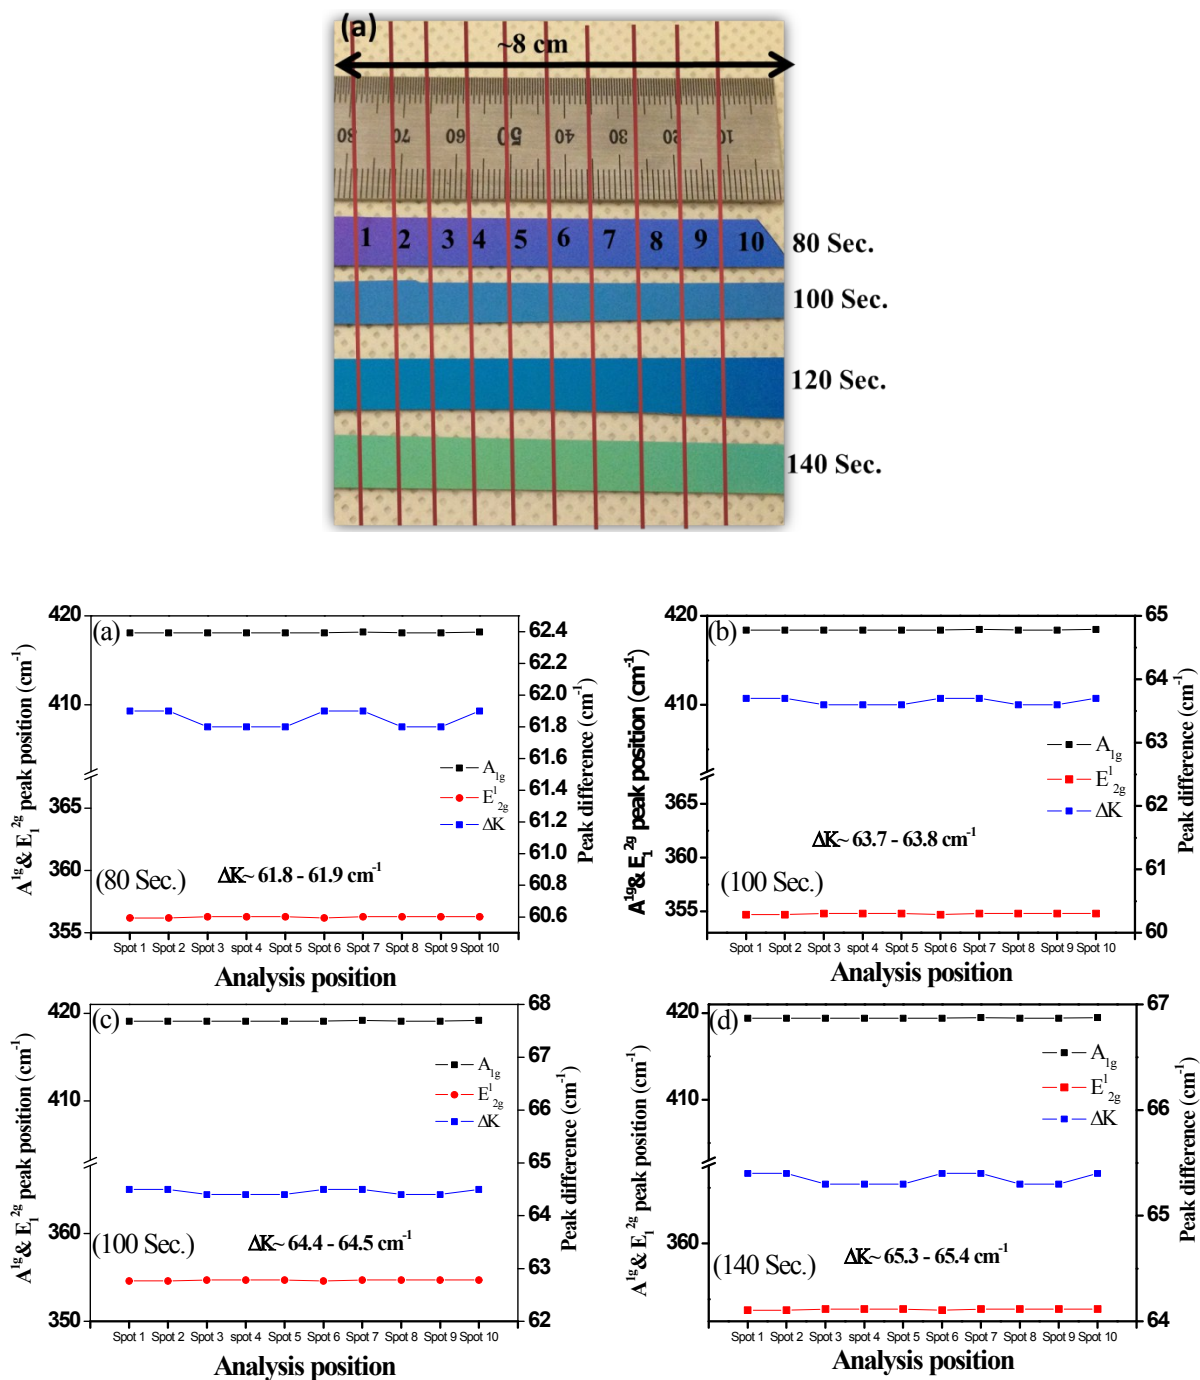 (a)
~8 cm
80 70 60 50 40 30 20 10
1 2 3 4 5 6 7 8 9 10
80 Sec.
100 Sec.
120 Sec.
140 Sec.
(a)
A¹ᵍ& E₁²ᵍ peak position (cm⁻¹)
420
410
365
360
355
62.4
62.2
62.0
61.8
61.6
61.4
61.2
61.0
60.8
60.6
Peak difference (cm⁻¹)
A₁g
E¹₂g
ΔK
ΔK~ 61.8 - 61.9 cm⁻¹
(80 Sec.)
Spot 1 Spot 2 Spot 3 spot 4 Spot 5 Spot 6 Spot 7 Spot 8 Spot 9 Spot 10
Analysis position
(b)
A¹ᵍ& E₁²ᵍ peak position (cm⁻¹)
420
410
365
360
355
65
64
63
62
61
60
Peak difference (cm⁻¹)
A₁g
E¹₂g
ΔK
ΔK~ 63.7 - 63.8 cm⁻¹
(100 Sec.)
Spot 1 Spot 2 Spot 3 spot 4 Spot 5 Spot 6 Spot 7 Spot 8 Spot 9 Spot 10
Analysis position
(c)
A¹ᵍ& E₁²ᵍ peak position (cm⁻¹)
420
410
360
350
68
67
66
65
64
63
62
Peak difference (cm⁻¹)
A₁g
E¹₂g
ΔK
(100 Sec.)
ΔK~ 64.4 - 64.5 cm⁻¹
Spot 1 Spot 2 Spot 3 spot 4 Spot 5 Spot 6 Spot 7 Spot 8 Spot 9 Spot 10
Analysis position
(d)
A¹ᵍ& E₁²ᵍ peak position (cm⁻¹)
420
410
360
67
66
65
64
Peak difference (cm⁻¹)
A₁g
E¹₂g
ΔK
ΔK~ 65.3 - 65.4 cm⁻¹
(140 Sec.)
Spot 1 Spot 2 Spot 3 spot 4 Spot 5 Spot 6 Spot 7 Spot 8 Spot 9 Spot 10
Analysis position